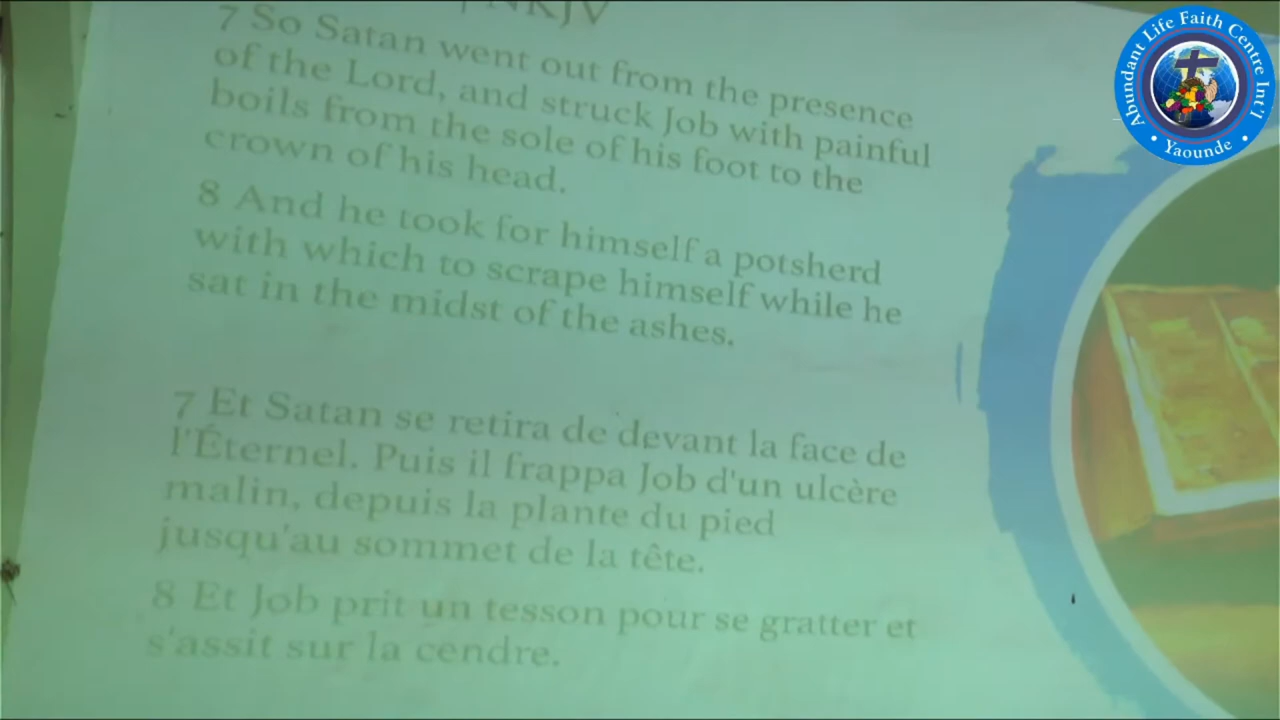 NKJV
7 So Satan went out from the presence
of the Lord, and struck Job with painful
boils from the sole of his foot to the
crown of his head.
8 And he took for himself a potsherd
with which to scrape himself while he
sat in the midst of the ashes.
7 Et Satan se retira de devant la face de
l'Éternel. Puis il frappa Job d'un ulcère
malin, depuis la plante du pied
jusqu'au sommet de la tête.
8 Et Job prit un tesson pour se gratter et
s'assit sur la cendre.
Abundant Life Faith Centre Int'l
• Yaounde •